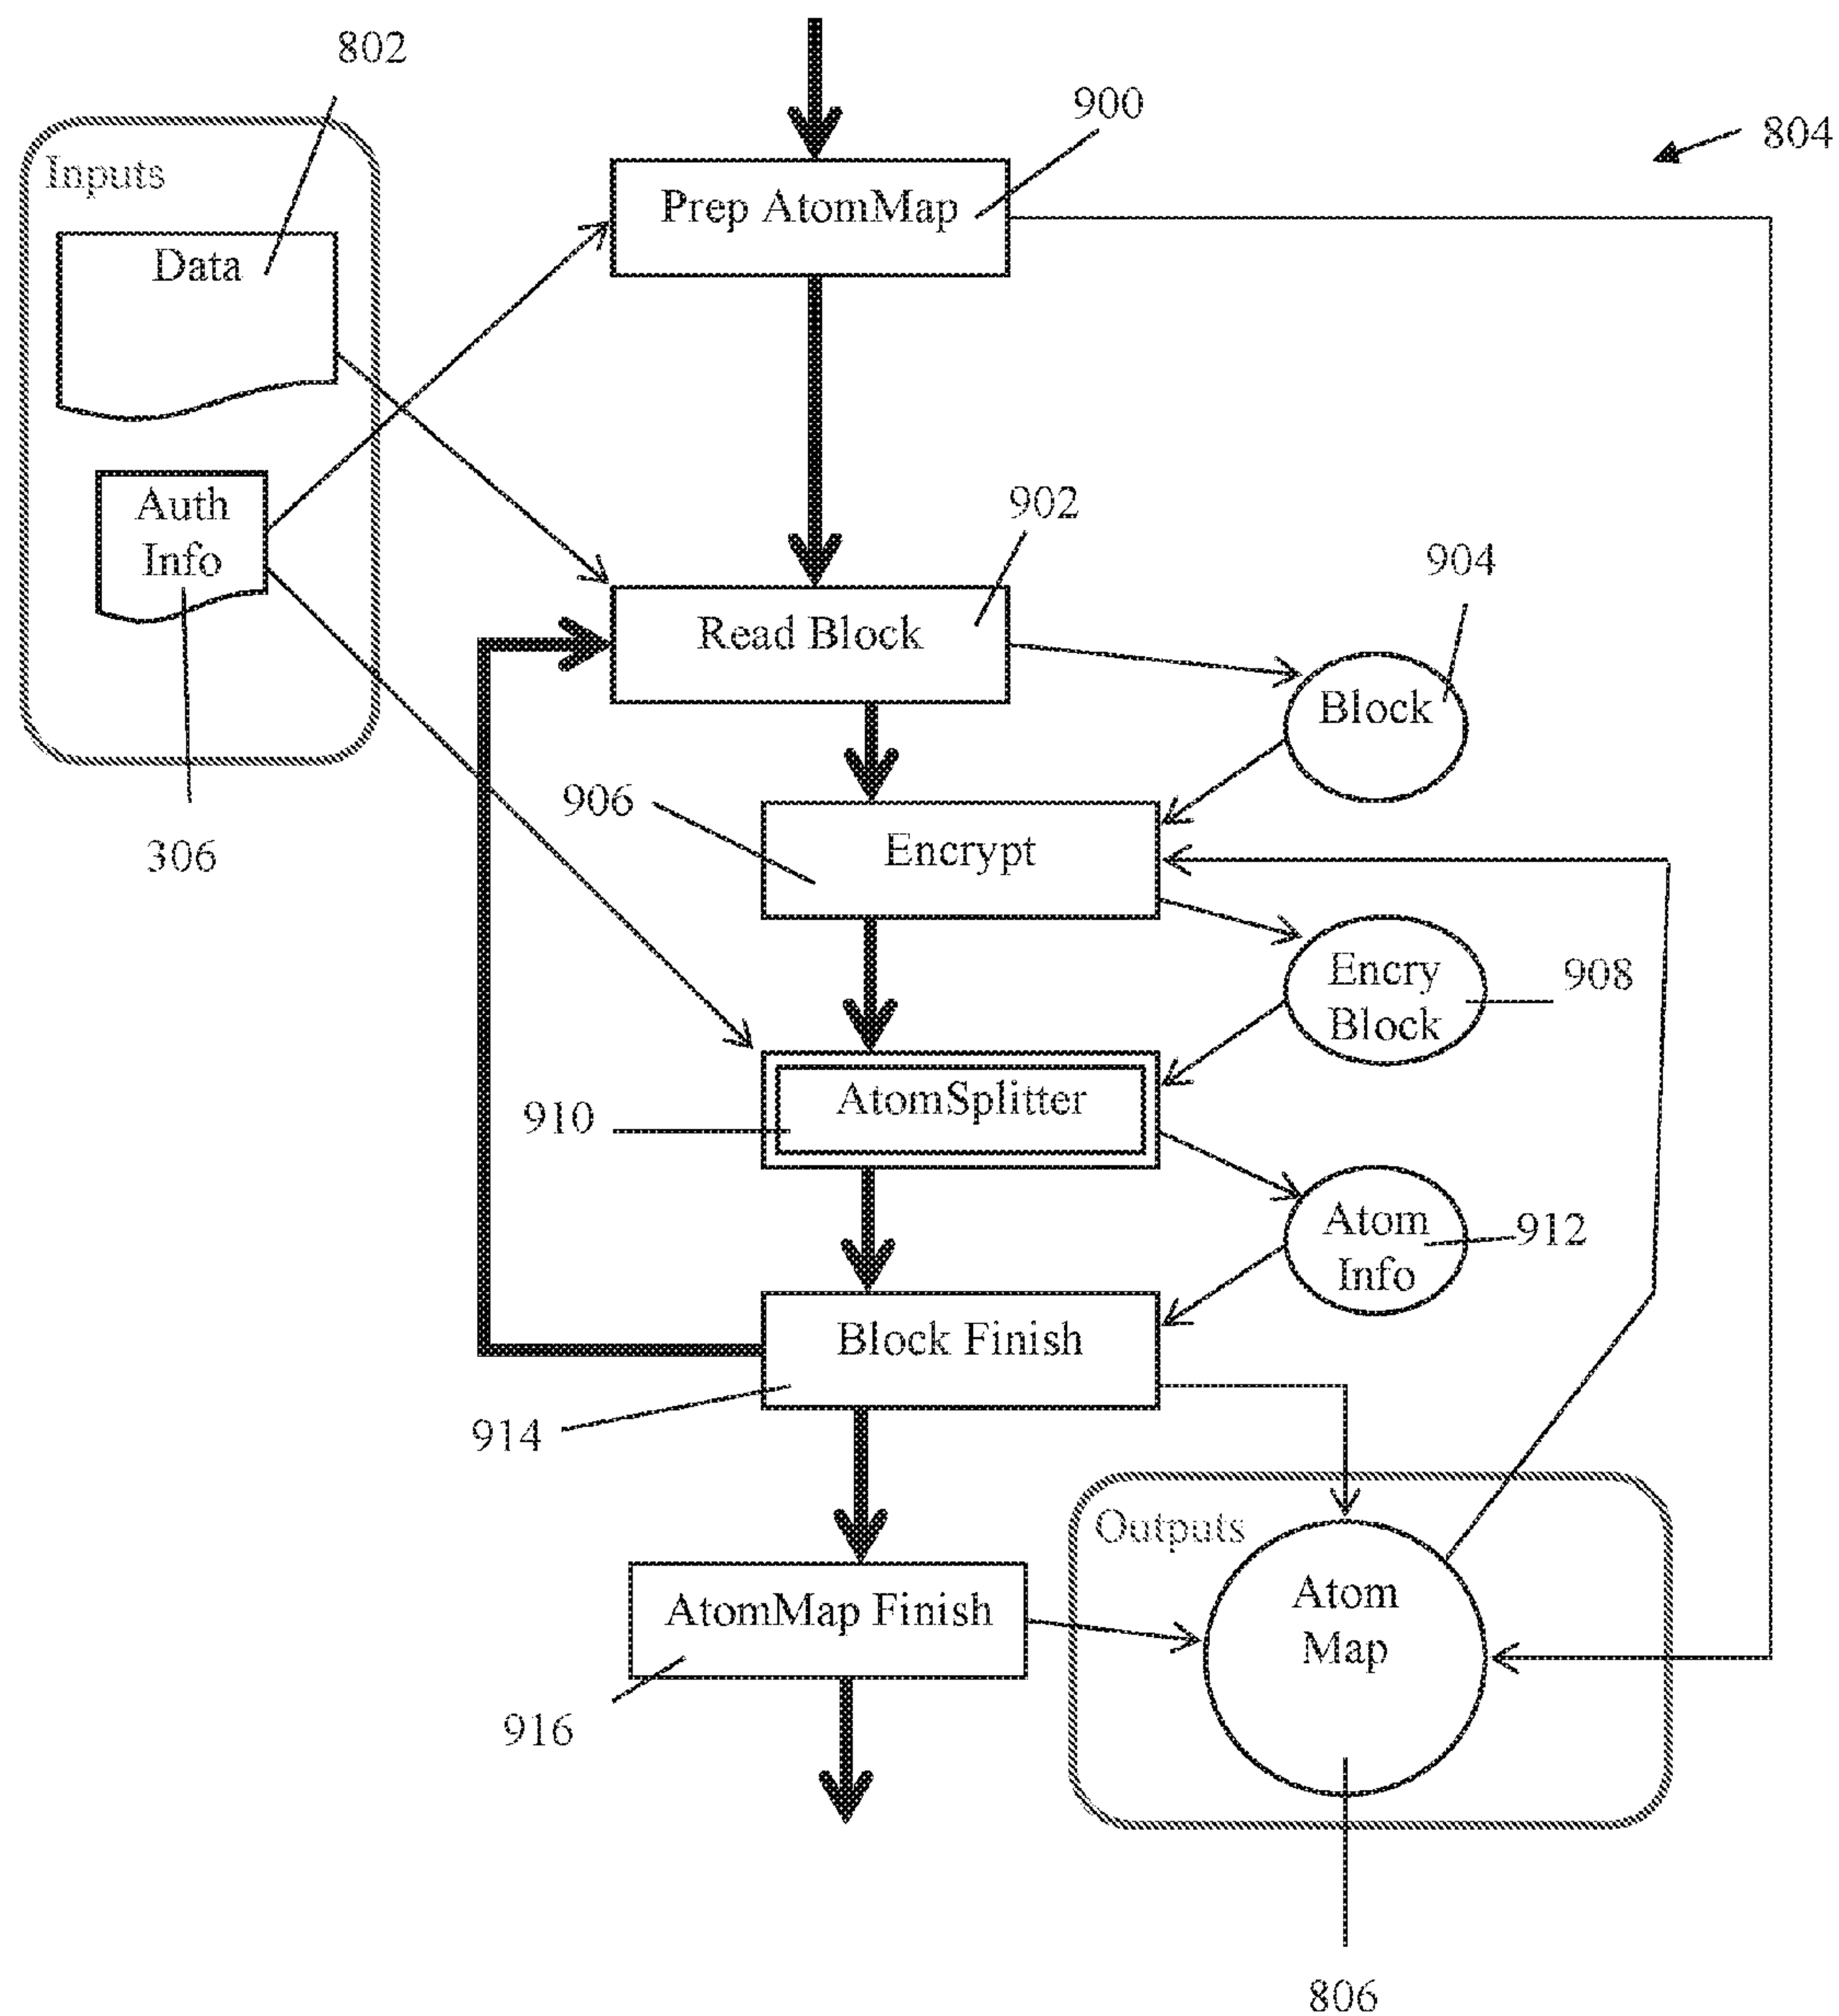 802
900
804
Inputs
Prep AtomMap
Data
902
Auth
Info
904
Read Block
Block
906
306
Encrypt
Encry
Block
908
AtomSplitter
910
Atom
Info
912
Block Finish
914
Outputs
Atom
Map
AtomMap Finish
916
806